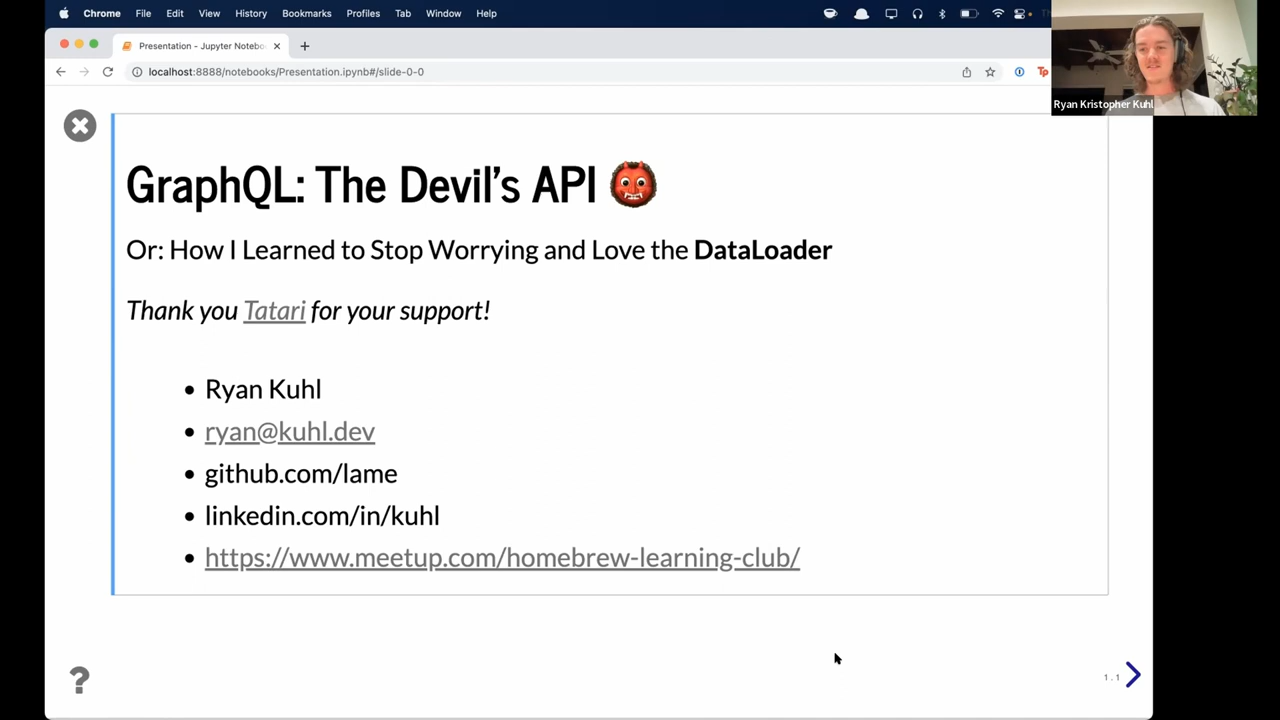 Chrome File Edit View History Bookmarks Profiles Tab Window Help
Presentation - Jupyter Notebo
localhost:8888/notebooks/Presentation.ipynb#/slide-0-0
Ryan Kristopher Kuhl
GraphQL: The Devil's API 👹
Or: How I Learned to Stop Worrying and Love the DataLoader
Thank you Tatari for your support!
• Ryan Kuhl
• ryan@kuhl.dev
• github.com/lame
• linkedin.com/in/kuhl
• https://www.meetup.com/homebrew-learning-club/
?
1.1